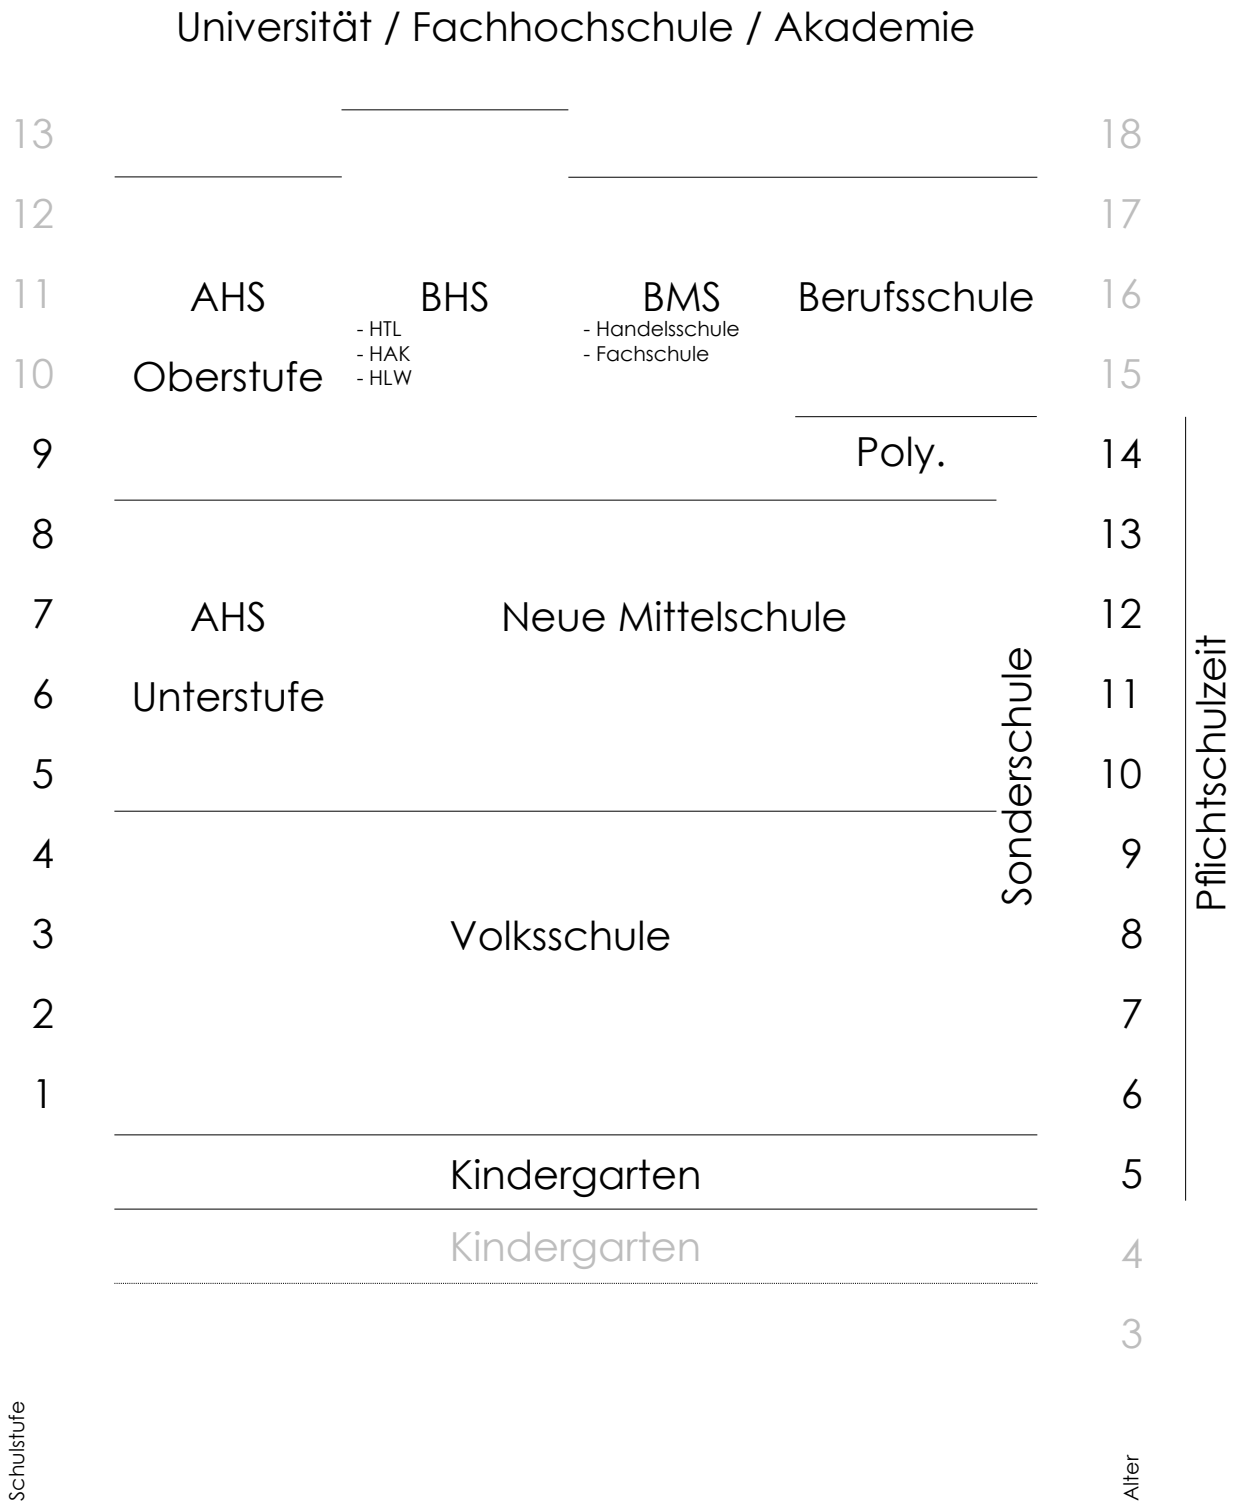 Universität / Fachhochschule / Akademie
13 18
12 17
11 AHS BHS BMS Berufsschule 16
- HTL - Handelsschule
- HAK - Fachschule
10 Oberstufe - HLW 15
9 Poly. 14
8 13
7 AHS Neue Mittelschule 12
6 Unterstufe 11
5 10
Sonderschule
Pflichtschulzeit
4 9
3 Volksschule 8
2 7
1 6
Kindergarten 5
Kindergarten 4
3
Schulstufe
Alter